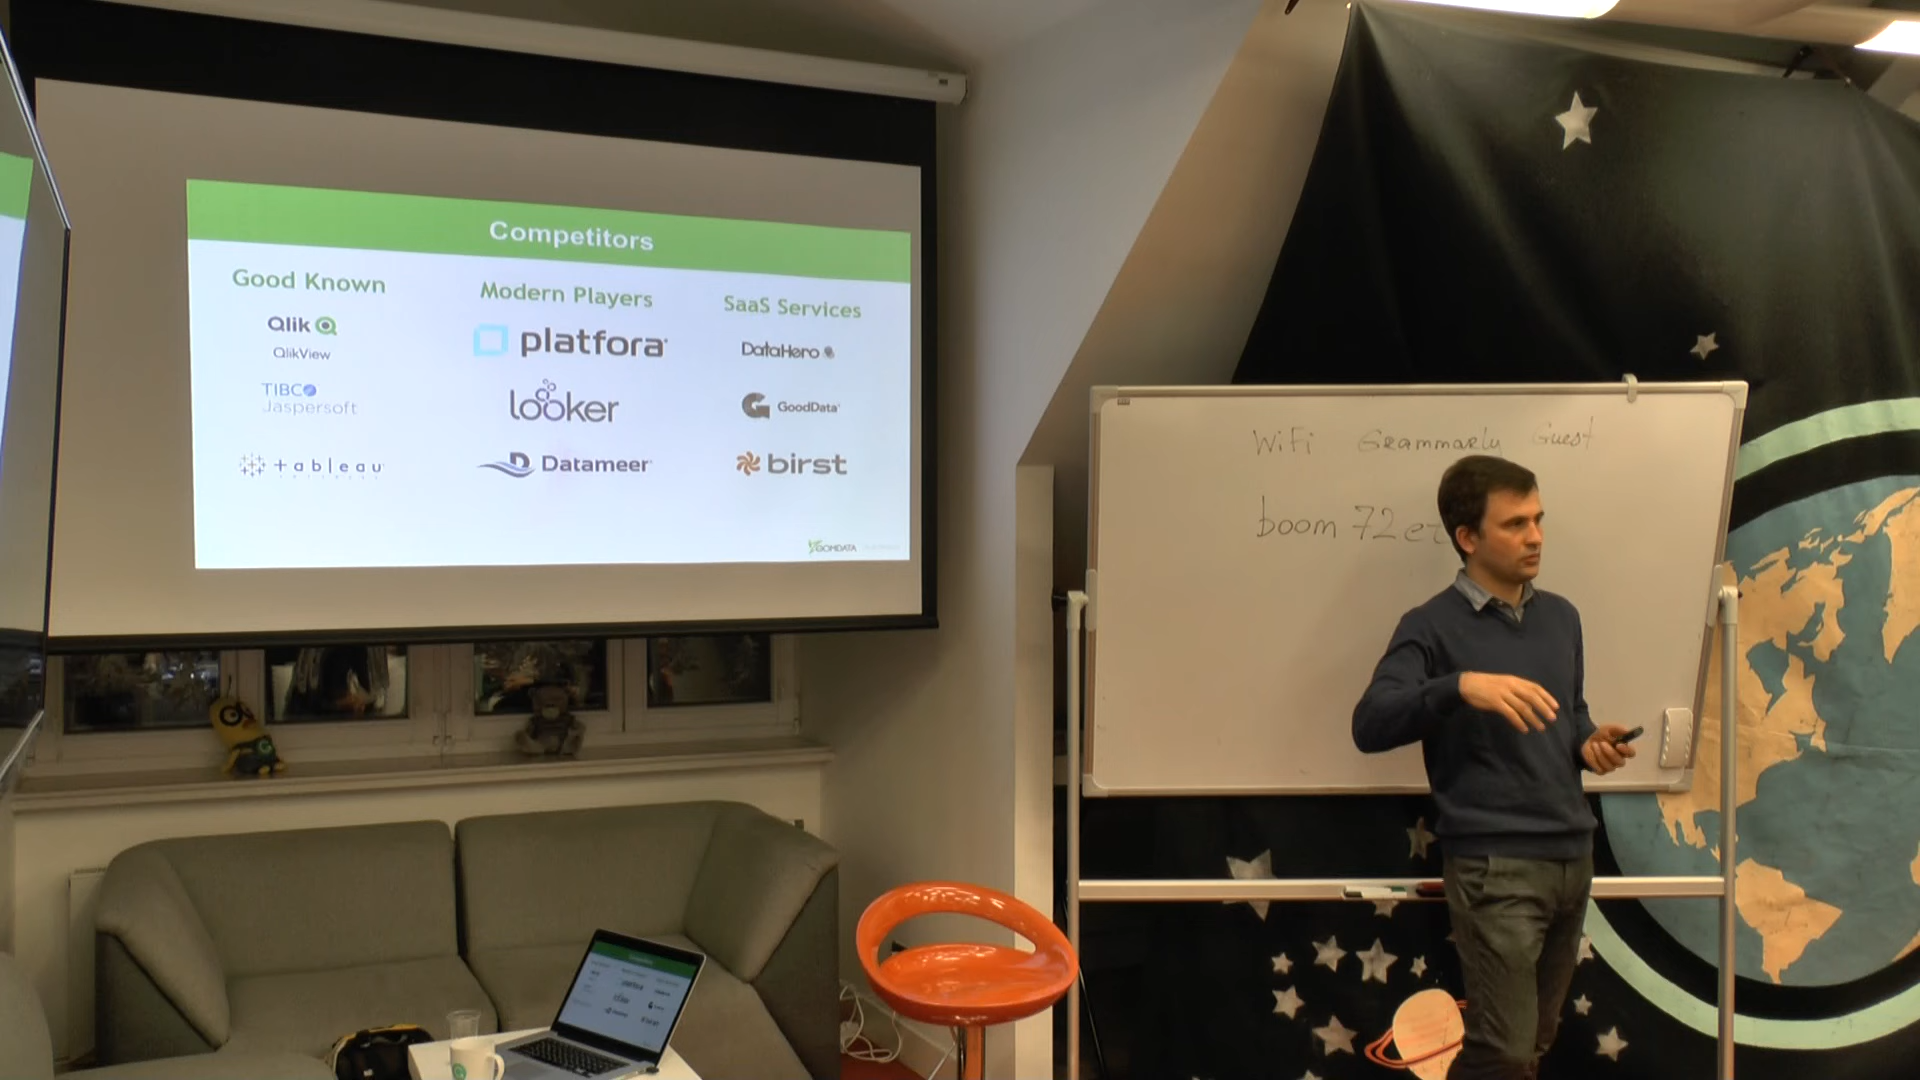 Competitors
Good Known
Modern Players
SaaS Services
Qlik
QlikView
platfora
DataHero
TIBCO
Jaspersoft
looker
GoodData
tableau
Datameer
birst
WiFi Grammarly Guest
boom 72et